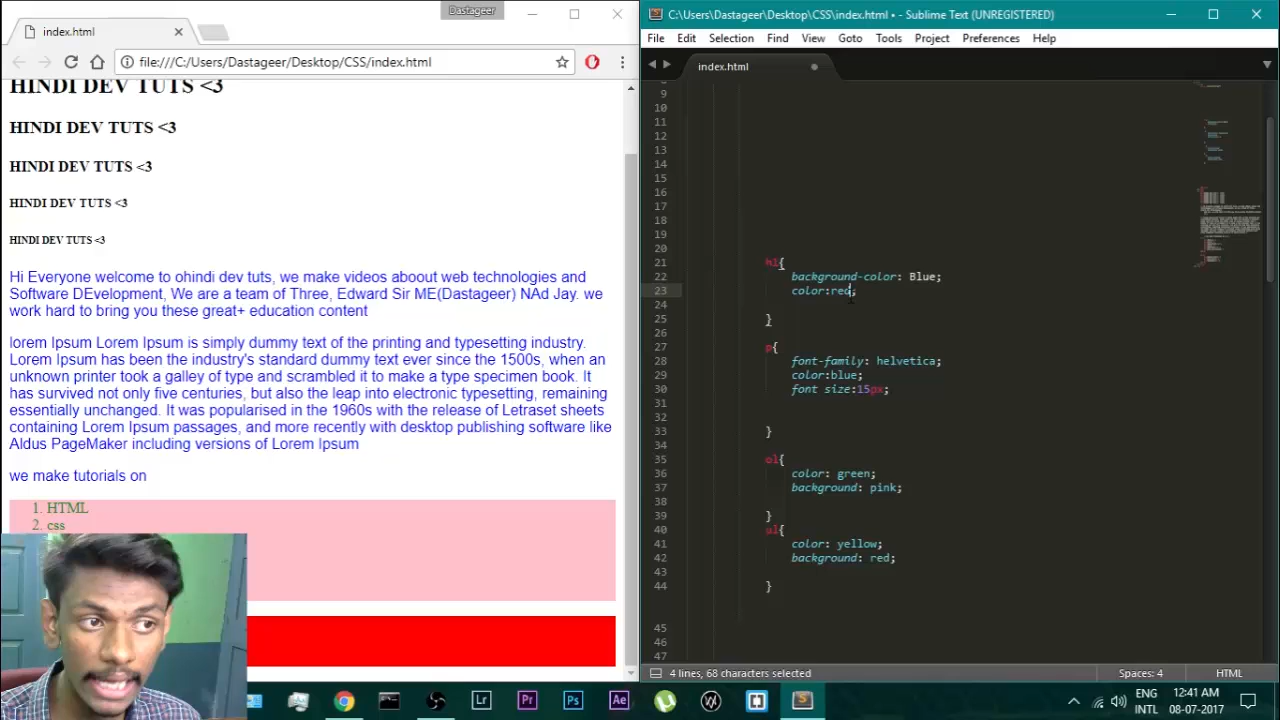 Dastageer
index.html
file:///C:/Users/Dastageer/Desktop/CSS/index.html
HINDI DEV TUTS <3
HINDI DEV TUTS <3
HINDI DEV TUTS <3
HINDI DEV TUTS <3
HINDI DEV TUTS <3
Hi Everyone welcome to ohindi dev tuts, we make videos aboout web technologies and
Software DEvelopment, We are a team of Three, Edward Sir ME(Dastageer) NAd Jay. we
work hard to bring you these great+ education content
lorem Ipsum Lorem Ipsum is simply dummy text of the printing and typesetting industry.
Lorem Ipsum has been the industry's standard dummy text ever since the 1500s, when an
unknown printer took a galley of type and scrambled it to make a type specimen book. It
has survived not only five centuries, but also the leap into electronic typesetting, remaining
essentially unchanged. It was popularised in the 1960s with the release of Letraset sheets
containing Lorem Ipsum passages, and more recently with desktop publishing software like
Aldus PageMaker including versions of Lorem Ipsum
we make tutorials on
1. HTML
2. css
C:\Users\Dastageer\Desktop\CSS\index.html • - Sublime Text (UNREGISTERED)
File Edit Selection Find View Goto Tools Project Preferences Help
index.html
9
10
11
12
13
14
15
16
17
18
19
20
21 h1{
22 background-color: Blue;
23 color:red;
24
25 }
26
27 p{
28 font-family: helvetica;
29 color:blue;
30 font size:15px;
31
32
33 }
34
35 ol{
36 color: green;
37 background: pink;
38
39 }
40 ul{
41 color: yellow;
42 background: red;
43
44 }
45
46
47
4 lines, 68 characters selected Spaces: 4 HTML
Lr Pr Ps Ae
ENG 12:41 AM
INTL 08-07-2017